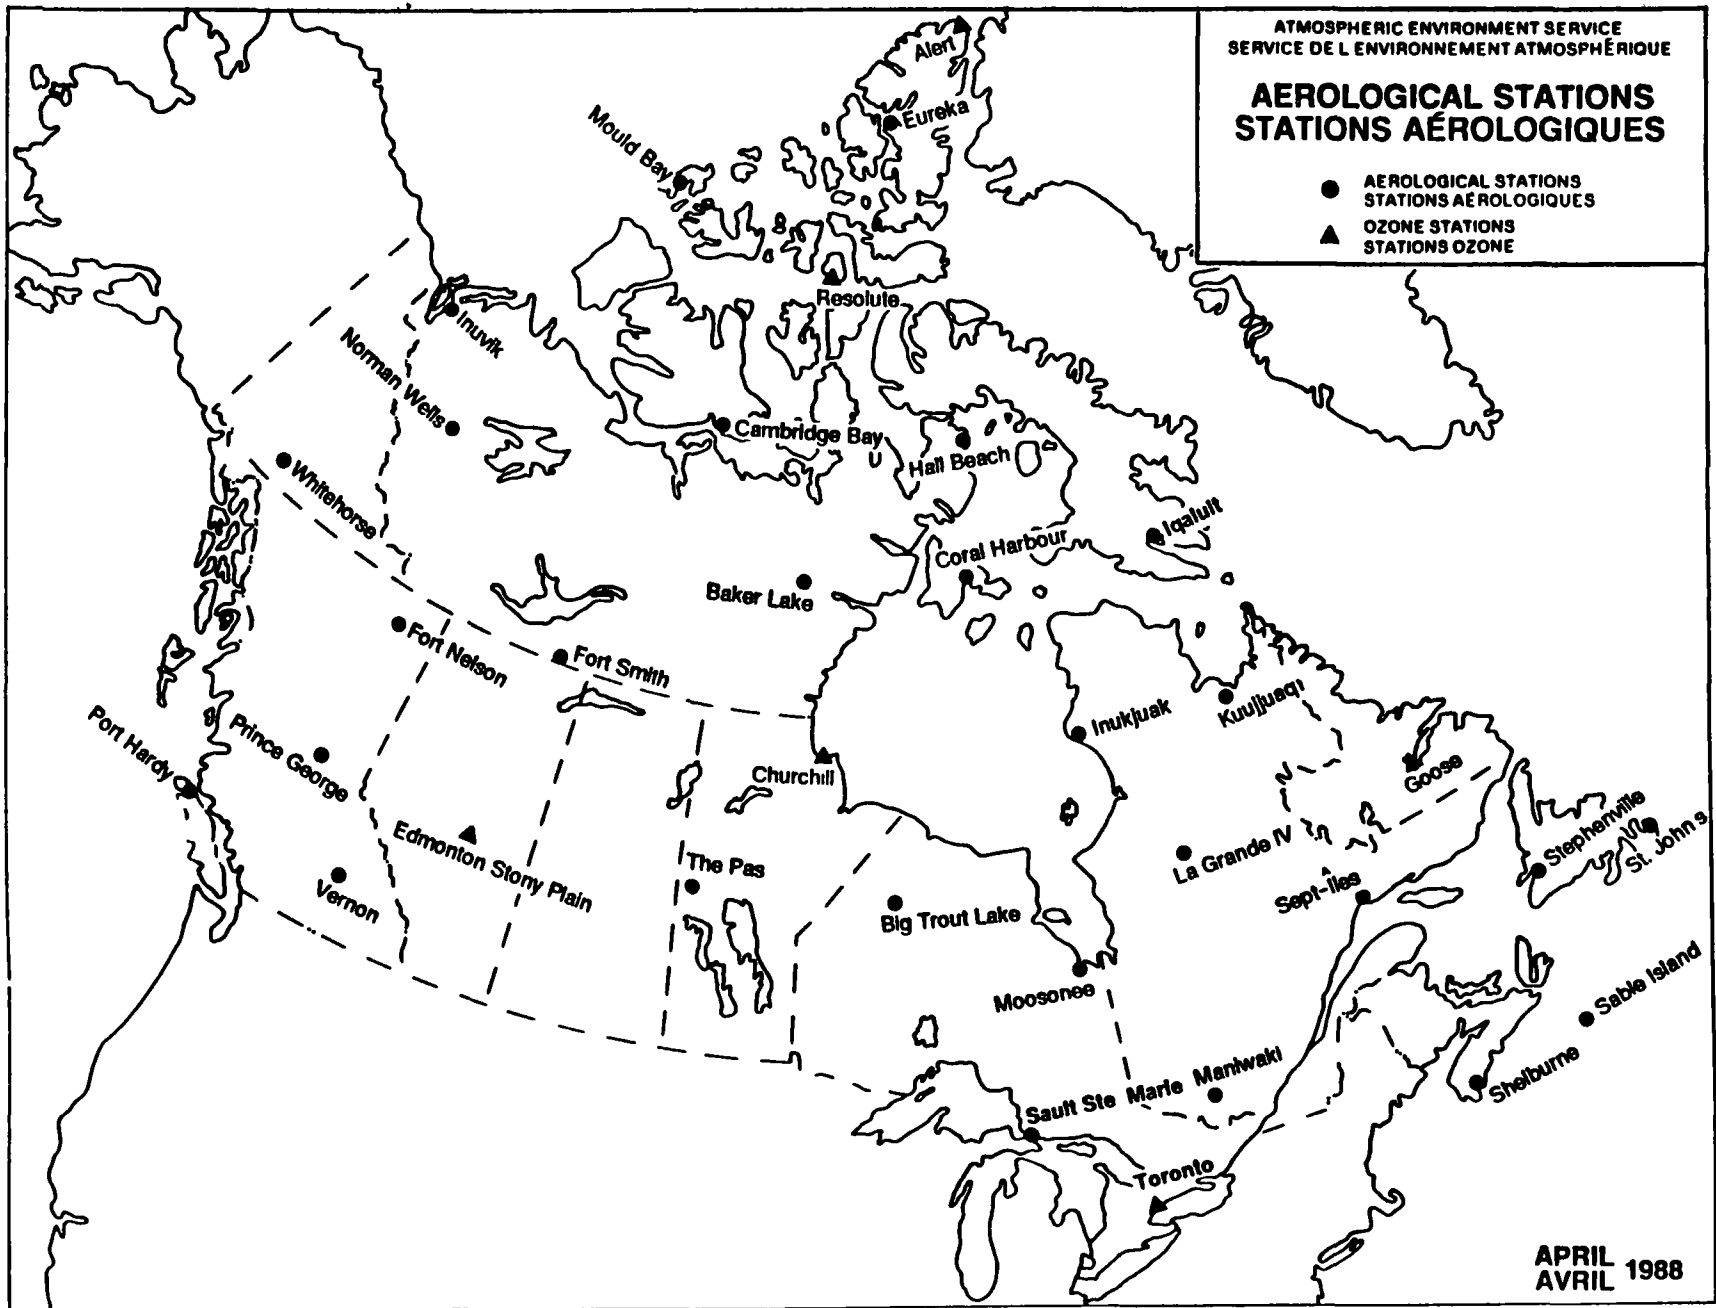 ATMOSPHERIC ENVIRONMENT SERVICE
SERVICE DE L ENVIRONNEMENT ATMOSPHÉRIQUE
AEROLOGICAL STATIONS
STATIONS AÉROLOGIQUES
AEROLOGICAL STATIONS
STATIONS AÉROLOGIQUES
OZONE STATIONS
STATIONS OZONE
Alert
Eureka
Mould Bay
Resolute
Inuvik
Norman Wells
Cambridge Bay
Hall Beach
Whitehorse
Iqaluit
Coral Harbour
Baker Lake
Fort Nelson
Fort Smith
Kuujjuaq
Inukjuak
Port Hardy
Prince George
Churchill
Goose
Edmonton Stony Plain
Stephenville
St. John s
La Grande IV
The Pas
Sept-Îles
Vernon
Big Trout Lake
Moosonee
Sable Island
Shelburne
Maniwaki
Sault Ste Marie
Toronto
APRIL
AVRIL
1988